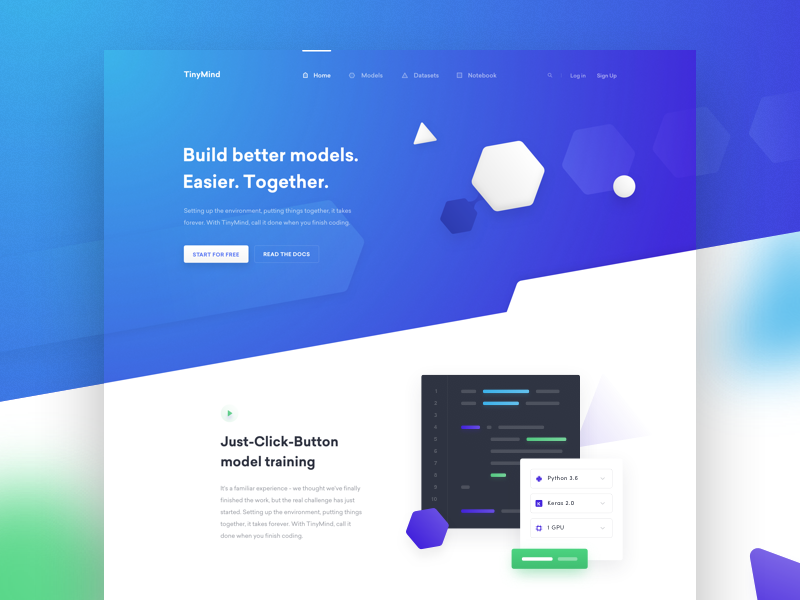 TinyMind
Home
Models
Datasets
Notebook
Log in
Sign Up
Build better models.
Easier. Together.
Setting up the environment, putting things together, it takes
forever. With TinyMind, call it done when you finish coding.
START FOR FREE
READ THE DOCS
Just-Click-Button
model training
It's a familiar experience - we thought we've finally
finished the work, but the real challenge has just
started. Setting up the environment, putting things
together, it takes forever. With TinyMind, call it
done when you finish coding.
1
2
3
4
5
6
7
8
9
10
Python 3.6
Keras 2.0
1 GPU